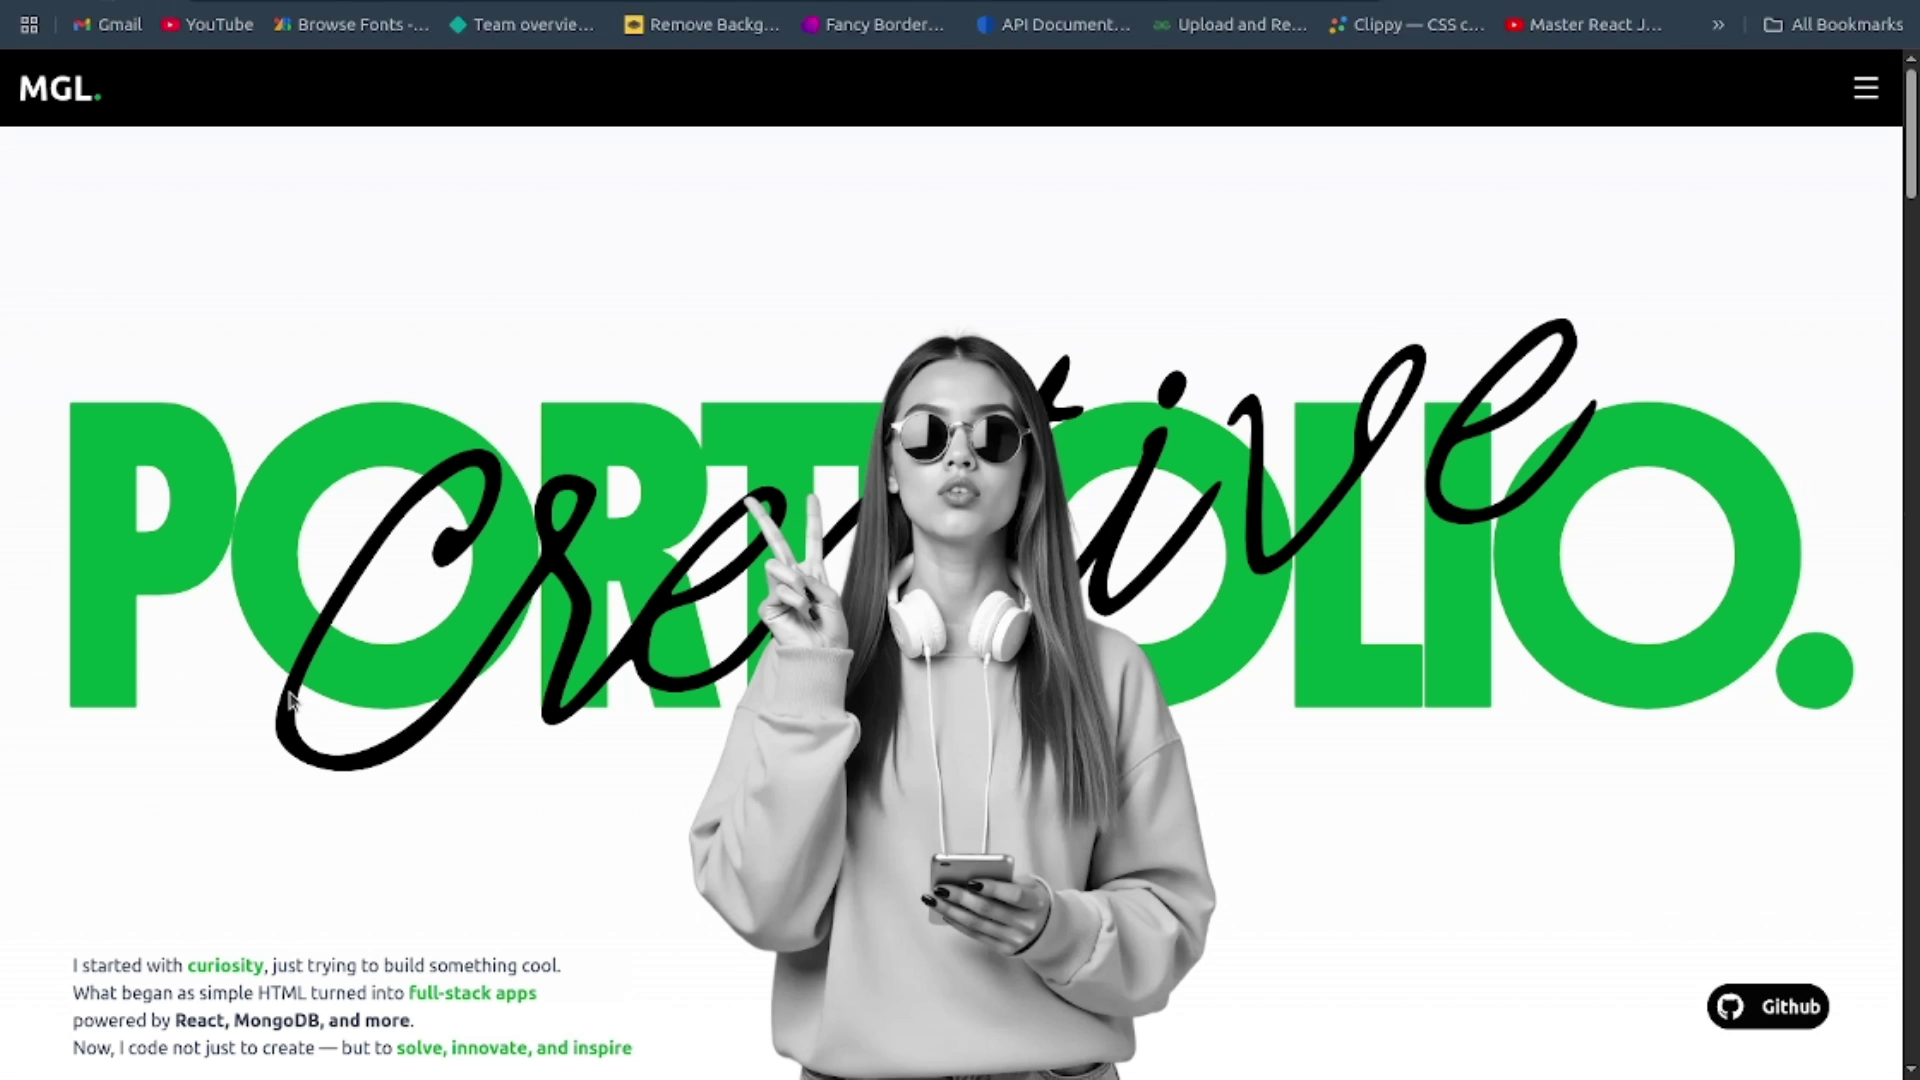 Gmail YouTube Browse Fonts -... Team overvie... Remove Backg... Fancy Border... API Document... Upload and Re... Clippy — CSS c... Master React J... » All Bookmarks
MGL.
PORTFOLIO.
Creative
I started with curiosity, just trying to build something cool.
What began as simple HTML turned into full-stack apps
powered by React, MongoDB, and more.
Now, I code not just to create — but to solve, innovate, and inspire
Github